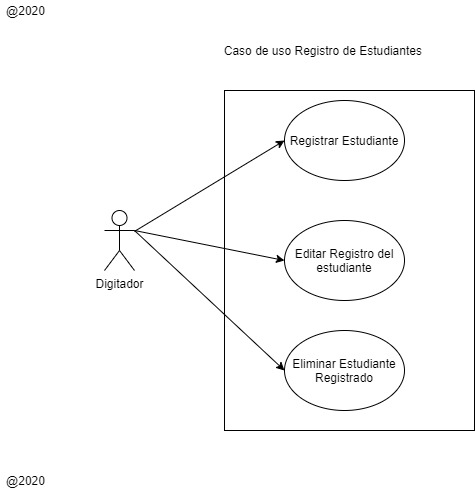 @2020
Caso de uso Registro de Estudiantes
Registrar Estudiante
Editar Registro del
estudiante
Digitador
Eliminar Estudiante
Registrado
@2020